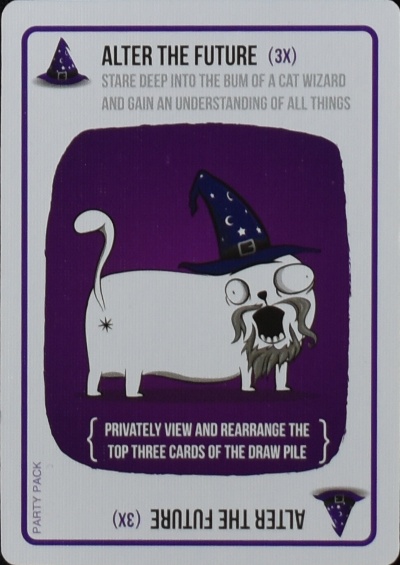 ALTER THE FUTURE (3X)
STARE DEEP INTO THE BUM OF A CAT WIZARD
AND GAIN AN UNDERSTANDING OF ALL THINGS
{ PRIVATELY VIEW AND REARRANGE THE
TOP THREE CARDS OF THE DRAW PILE }
PARTY PACK
ALTER THE FUTURE (3X)